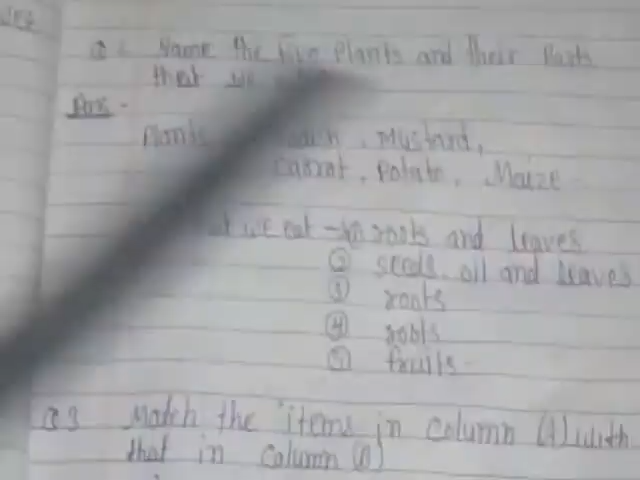 Q : Name the five Plants and Their Parts
that we
Ans -
Plants , Mustard,
Carrot , Potato , Maize
we eat - roots and leaves
② seeds oil and leaves
③ roots
④ roots
⑤ fruits
Q3 Match the items in column (A) with
that in column (B)